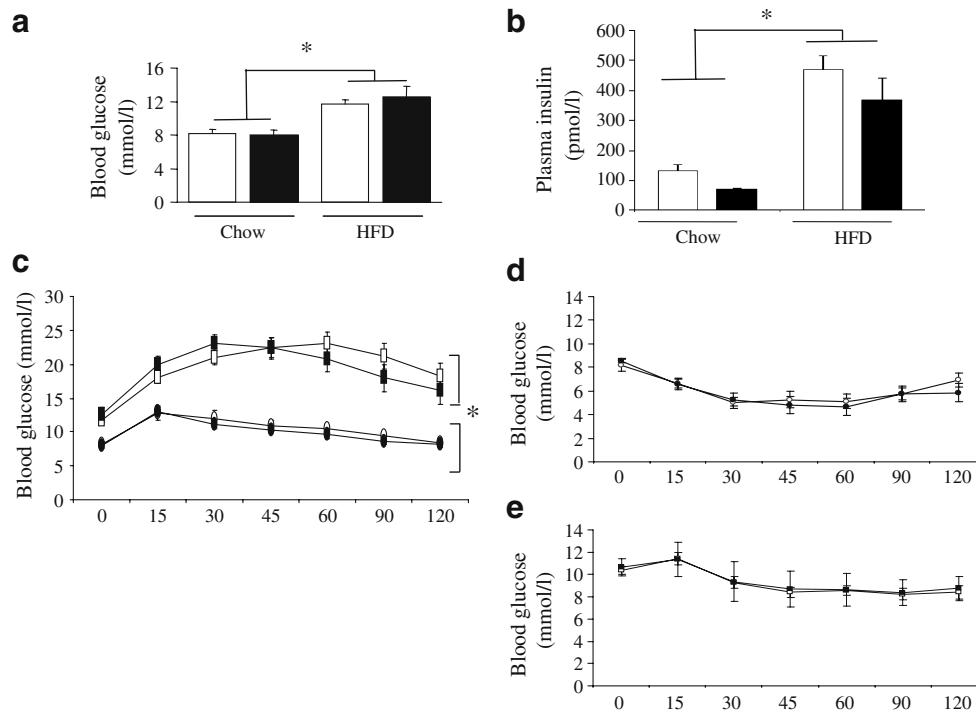 a
*
Blood glucose
(mmol/l)
16
12
8
4
0
Chow
HFD
b
*
Plasma insulin
(pmol/l)
600
500
400
300
200
100
0
Chow
HFD
c
Blood glucose (mmol/l)
30
25
20
15
10
5
0
*
0 15 30 45 60 90 120
d
Blood glucose
(mmol/l)
14
12
10
8
6
4
2
0
0 15 30 45 60 90 120
e
Blood glucose
(mmol/l)
14
12
10
8
6
4
2
0
0 15 30 45 60 90 120